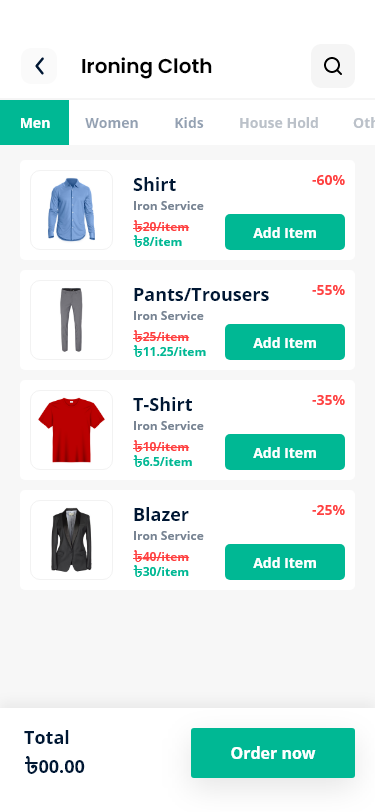 Ironing Cloth
Men Women Kids House Hold Oth
Shirt
-60%
Iron Service
৳20/item
৳8/item
Add Item
Pants/Trousers
-55%
Iron Service
৳25/item
৳11.25/item
Add Item
T-Shirt
-35%
Iron Service
৳10/item
৳6.5/item
Add Item
Blazer
-25%
Iron Service
৳40/item
৳30/item
Add Item
Total
৳00.00
Order now